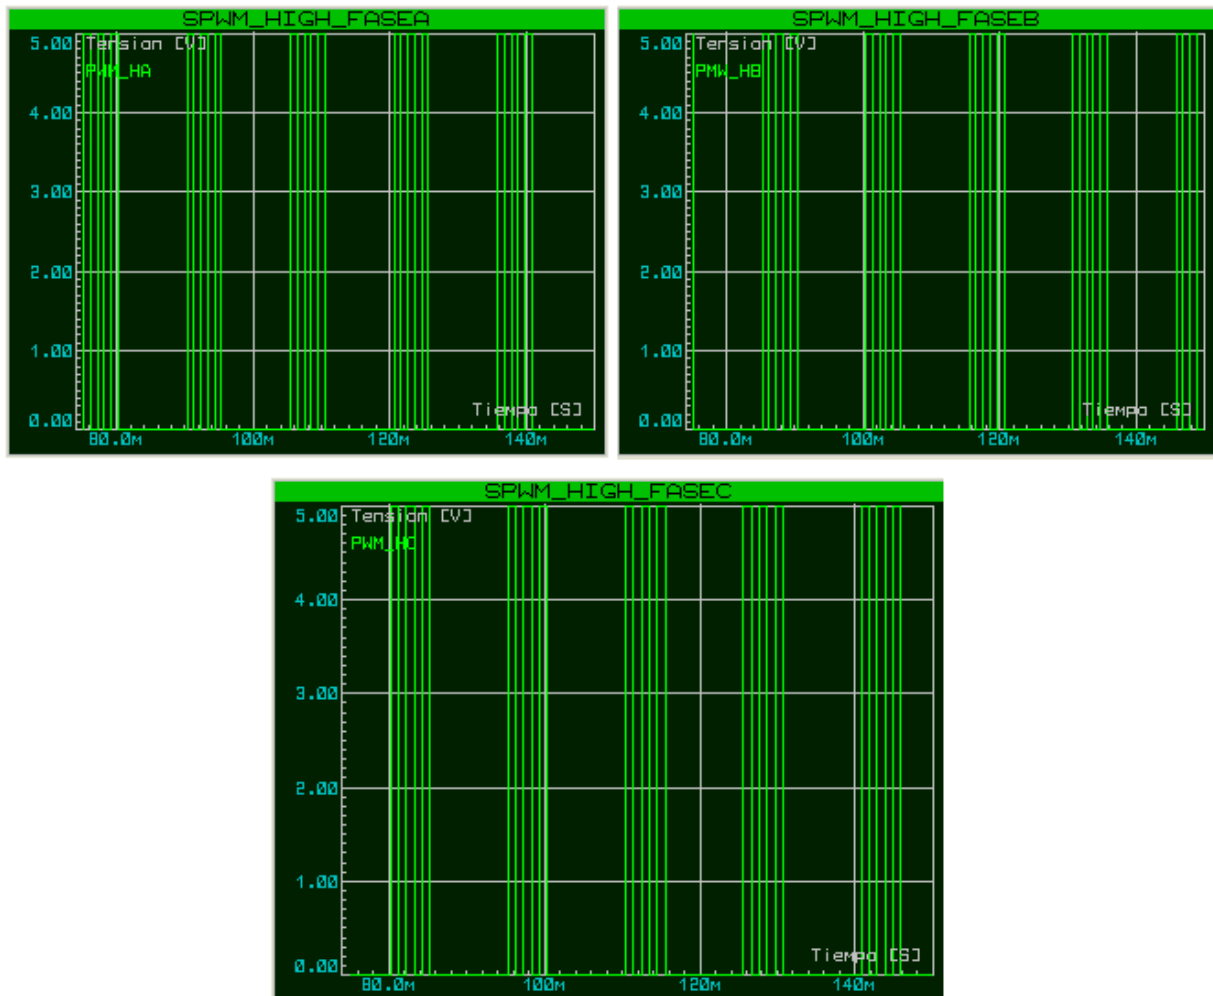 SPWM_HIGH_FASEA
5.00 Tension [V]
PWM_HA
4.00
3.00
2.00
1.00
Tiempo [S]
0.00
80.0m 100m 120m 140m
SPWM_HIGH_FASEB
5.00 Tension [V]
PMW_HB
4.00
3.00
2.00
1.00
Tiempo [S]
0.00
80.0m 100m 120m 140m
SPWM_HIGH_FASEC
5.00 Tension [V]
PWM_HC
4.00
3.00
2.00
1.00
Tiempo [S]
0.00
80.0m 100m 120m 140m